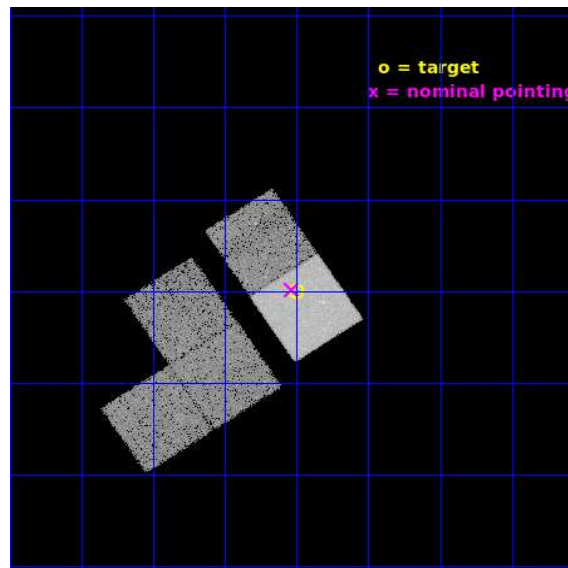 o = target
x = nominal pointing